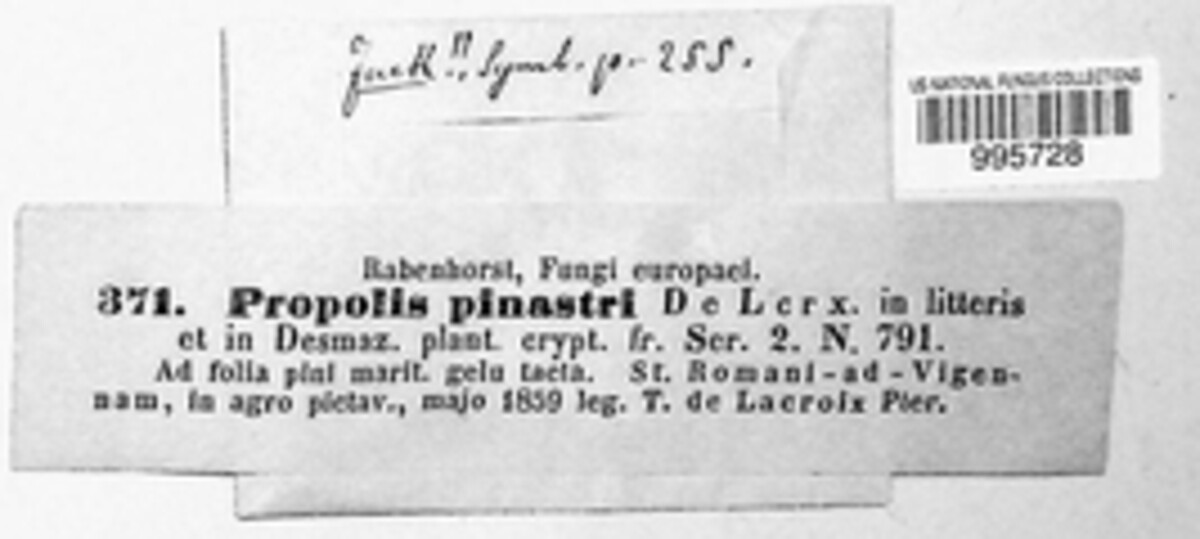 Fuck ll., Symb. p. 255.
US NATIONAL FUNGUS COLLECTIONS
995728
Rabenhorst, Fungi europaei.
371. Propolis pinastri De Lcrx. in litteris
et in Desmaz. plant. crypt. fr. Ser. 2. N. 791.
Ad folia pini marit. gelu tacta. St. Romani-ad-Vigen-
nam, in agro pictav., majo 1859 leg. T. de Lacroix Pier.